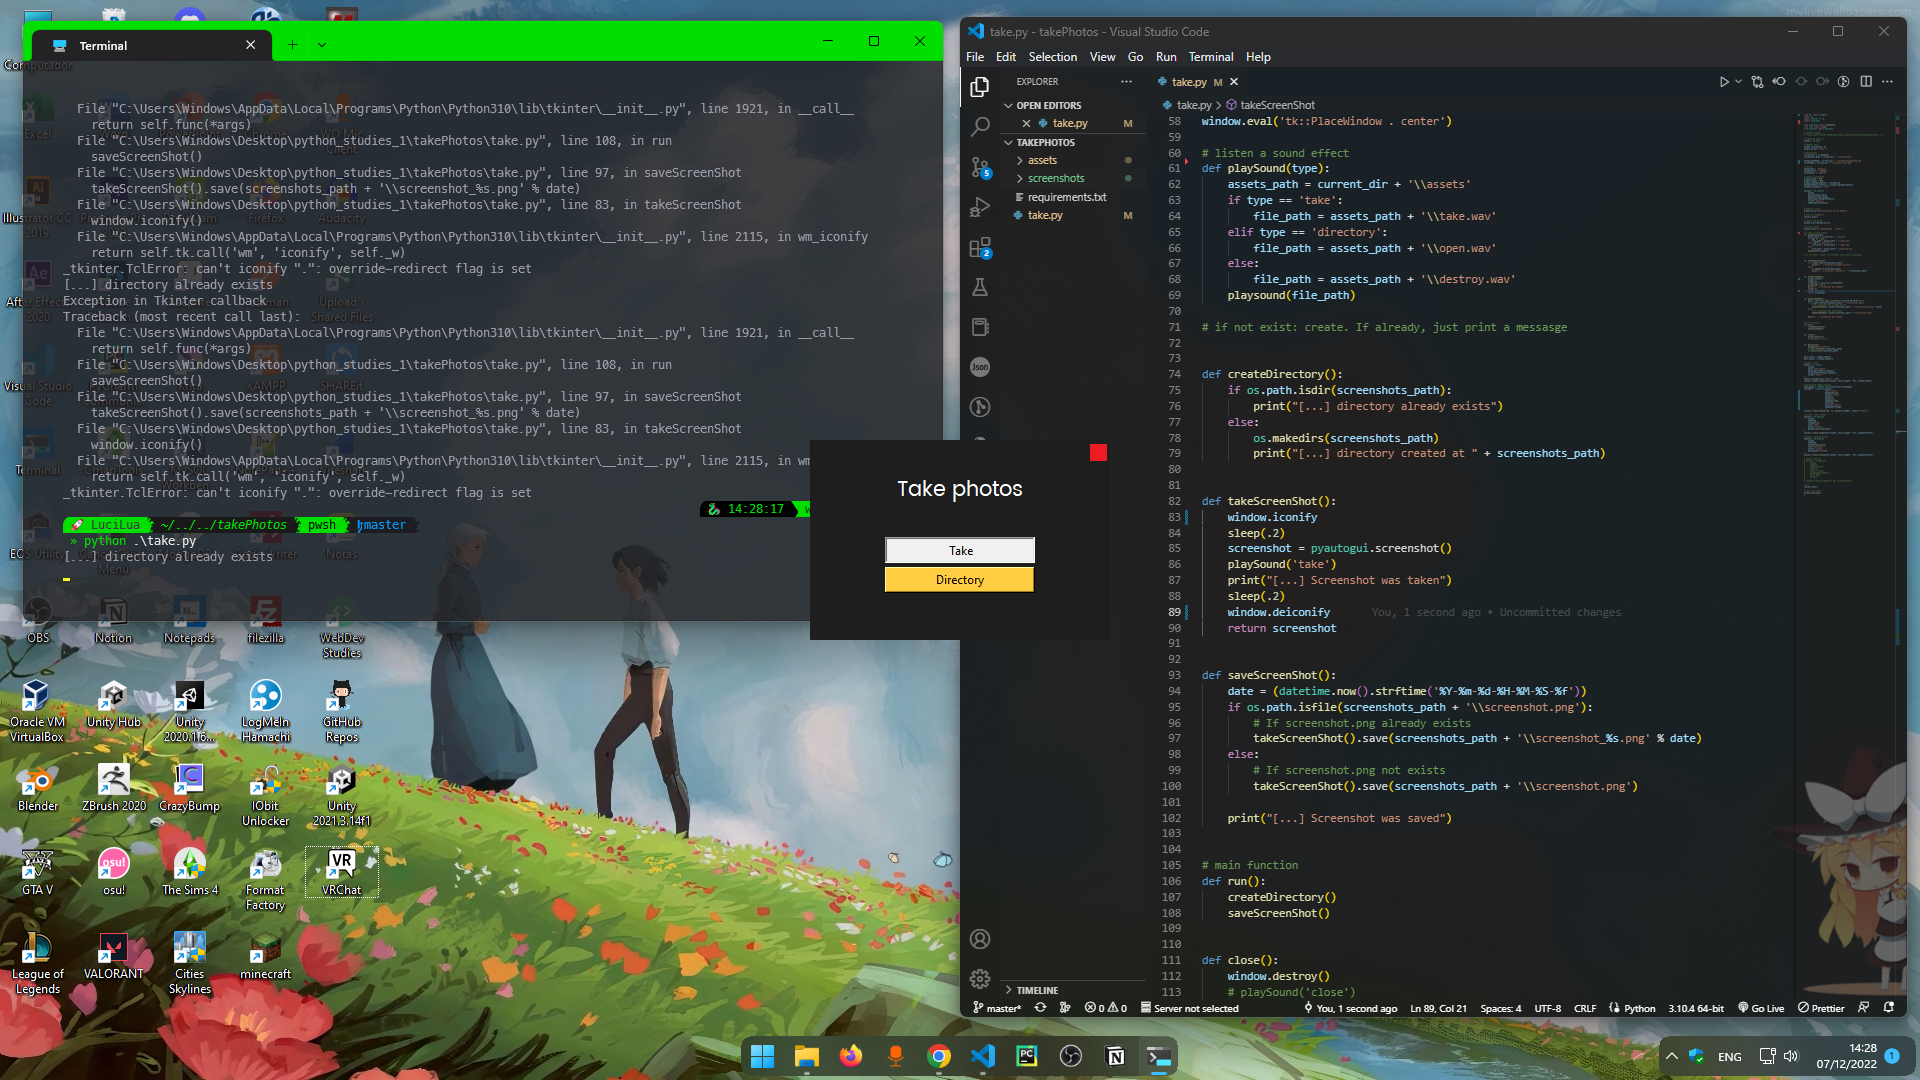 Terminal
File "C:\Users\Windows\AppData\Local\Programs\Python\Python310\lib\tkinter\__init__.py", line 1921, in __call__
return self.func(*args)
File "C:\Users\Windows\Desktop\python_studies_1\takePhotos\take.py", line 108, in run
saveScreenShot()
File "C:\Users\Windows\Desktop\python_studies_1\takePhotos\take.py", line 97, in saveScreenShot
takeScreenShot().save(screenshots_path + '\\screenshot_%s.png' % date)
File "C:\Users\Windows\Desktop\python_studies_1\takePhotos\take.py", line 83, in takeScreenShot
window.iconify()
File "C:\Users\Windows\AppData\Local\Programs\Python\Python310\lib\tkinter\__init__.py", line 2115, in wm_iconify
return self.tk.call('wm', 'iconify', self._w)
_tkinter.TclError: can't iconify ".": override-redirect flag is set
[...] directory already exists
Exception in Tkinter callback
Traceback (most recent call last):
File "C:\Users\Windows\AppData\Local\Programs\Python\Python310\lib\tkinter\__init__.py", line 1921, in __call__
return self.func(*args)
File "C:\Users\Windows\Desktop\python_studies_1\takePhotos\take.py", line 108, in run
saveScreenShot()
File "C:\Users\Windows\Desktop\python_studies_1\takePhotos\take.py", line 97, in saveScreenShot
takeScreenShot().save(screenshots_path + '\\screenshot_%s.png' % date)
File "C:\Users\Windows\Desktop\python_studies_1\takePhotos\take.py", line 83, in takeScreenShot
window.iconify()
File "C:\Users\Windows\AppData\Local\Programs\Python\Python310\lib\tkinter\__init__.py", line 2115, in wm
return self.tk.call('wm', 'iconify', self._w)
_tkinter.TclError: can't iconify ".": override-redirect flag is set
14:28:17
LuciLua ~/../../takePhotos pwsh master
» python .\take.py
[...] directory already exists
Take photos
Take
Directory
take.py - takePhotos - Visual Studio Code
File Edit Selection View Go Run Terminal Help
EXPLORER
OPEN EDITORS
take.py M
TAKEPHOTOS
assets
screenshots
requirements.txt
take.py M
5
2
Json
TIMELINE
take.py M
take.py > takeScreenShot
58 window.eval('tk::PlaceWindow . center')
59
60 # listen a sound effect
61 def playSound(type):
62 assets_path = current_dir + '\\assets'
63 if type == 'take':
64 file_path = assets_path + '\\take.wav'
65 elif type == 'directory':
66 file_path = assets_path + '\\open.wav'
67 else:
68 file_path = assets_path + '\\destroy.wav'
69 playsound(file_path)
70
71 # if not exist: create. If already, just print a messasge
72
73
74 def createDirectory():
75 if os.path.isdir(screenshots_path):
76 print("[...] directory already exists")
77 else:
78 os.makedirs(screenshots_path)
79 print("[...] directory created at " + screenshots_path)
80
81
82 def takeScreenShot():
83 window.iconify
84 sleep(.2)
85 screenshot = pyautogui.screenshot()
86 playSound('take')
87 print("[...] Screenshot was taken")
88 sleep(.2)
89 window.deiconify You, 1 second ago • Uncommitted changes
90 return screenshot
91
92
93 def saveScreenShot():
94 date = (datetime.now().strftime('%Y-%m-%d-%H-%M-%S-%f'))
95 if os.path.isfile(screenshots_path + '\\screenshot.png'):
96 # If screenshot.png already exists
97 takeScreenShot().save(screenshots_path + '\\screenshot_%s.png' % date)
98 else:
99 # If screenshot.png not exists
100 takeScreenShot().save(screenshots_path + '\\screenshot.png')
101
102 print("[...] Screenshot was saved")
103
104
105 # main function
106 def run():
107 createDirectory()
108 saveScreenShot()
109
110
111 def close():
112 window.destroy()
113 # playSound('close')
master* 0 0 Server not selected You, 1 second ago Ln 89, Col 21 Spaces: 4 UTF-8 CRLF Python 3.10.4 64-bit Go Live Prettier
OBS
Notion
Notepads
filezilla
WebDev Studies
Oracle VM VirtualBox
Unity Hub
Unity 2020.1.6...
LogMeIn Hamachi
GitHub Repos
Blender
ZBrush 2020
CrazyBump
IObit Unlocker
Unity 2021.3.14f1
GTA V
osu!
The Sims 4
Format Factory
VRChat
League of Legends
VALORANT
Cities Skylines
minecraft
ENG
14:28
07/12/2022
1